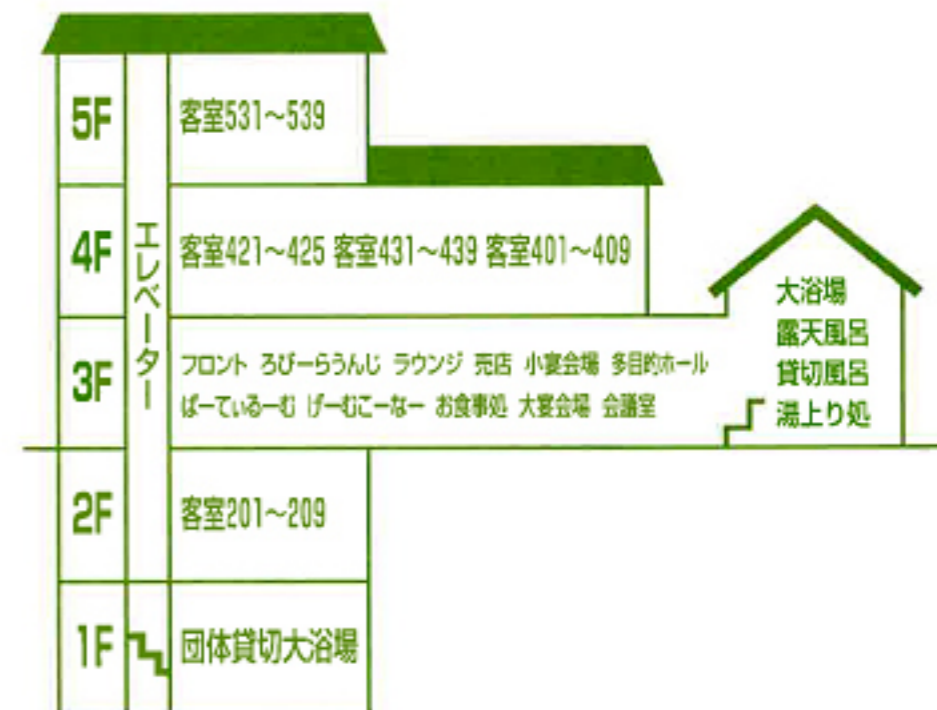 5F
客室531～539
エレベーター
4F
客室421～425 客室431～439 客室401～409
3F
フロント ろびーらうんじ ラウンジ 売店 小宴会場 多目的ホール
ぱーてぃるーむ げーむこーなー お食事処 大宴会場 会議室
大浴場
露天風呂
貸切風呂
湯上り処
2F
客室201～209
1F
団体貸切大浴場